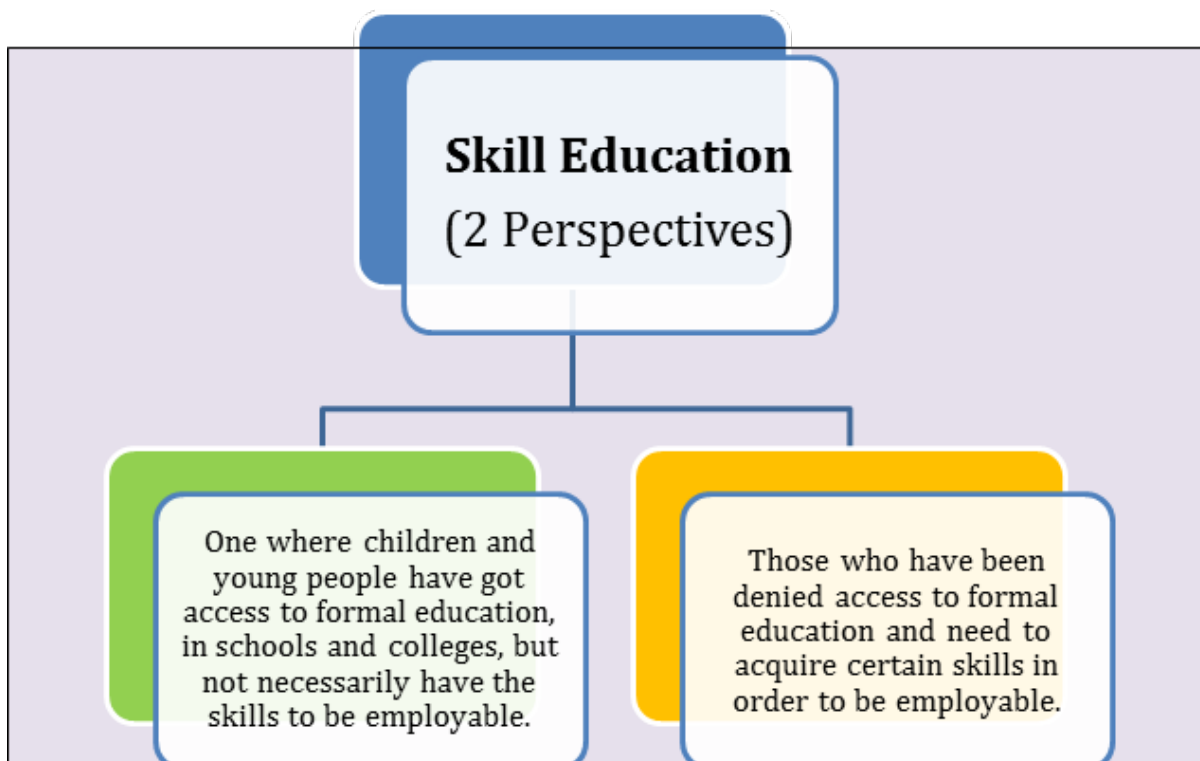 Skill Education
(2 Perspectives)
One where children and
young people have got
access to formal education,
in schools and colleges, but
not necessarily have the
skills to be employable.
Those who have been
denied access to formal
education and need to
acquire certain skills in
order to be employable.